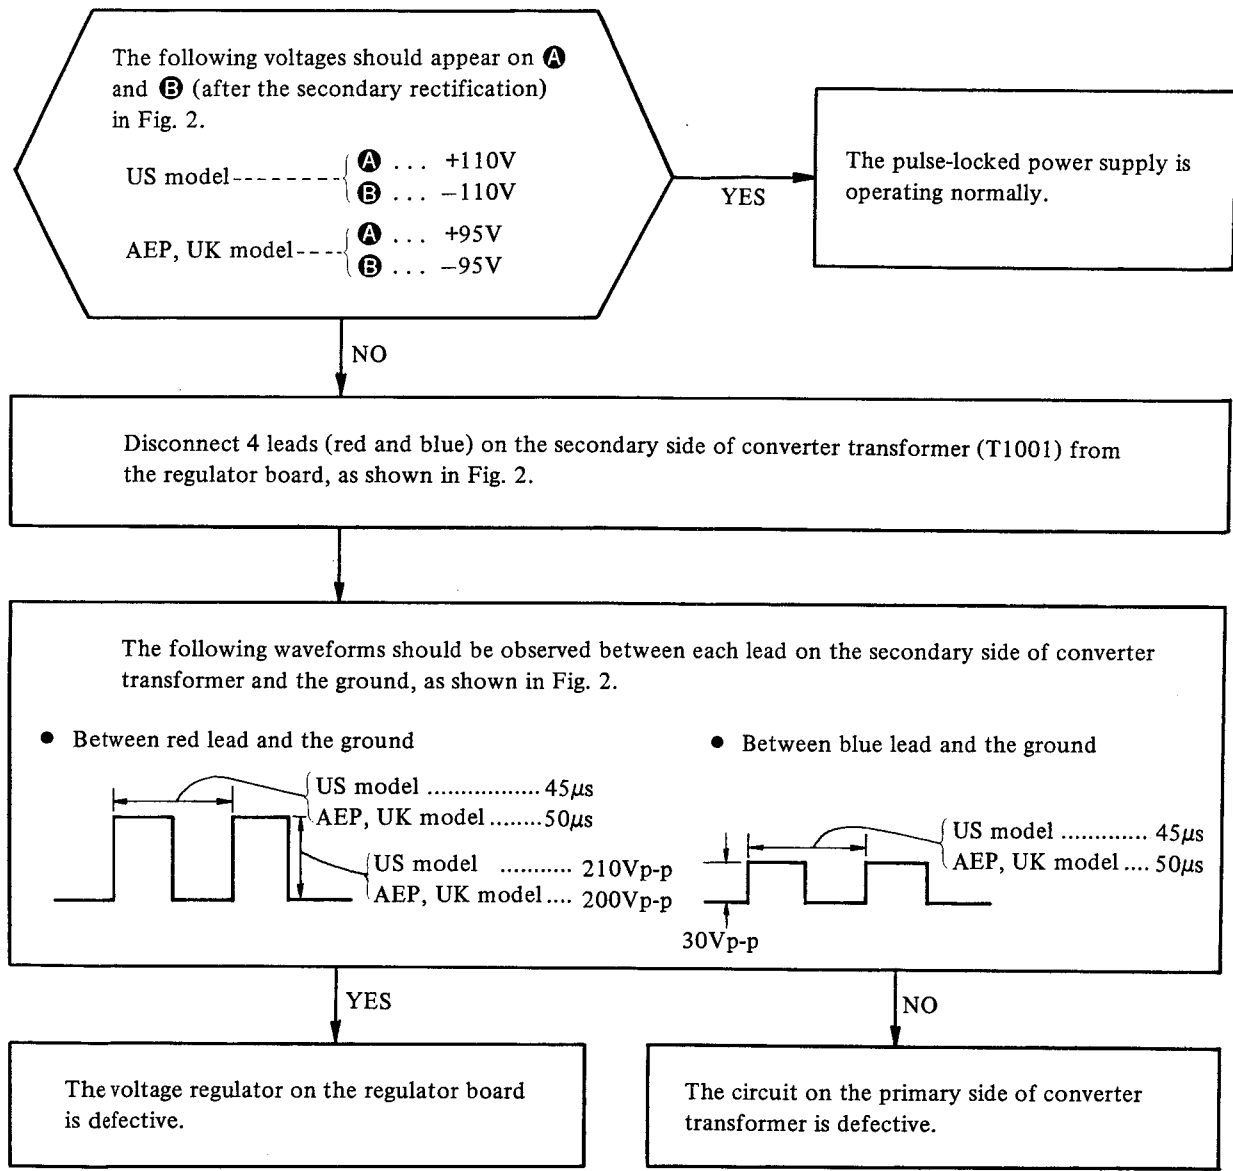 The following voltages should appear on A
and B (after the secondary rectification)
in Fig. 2.
US model-------- { A ... +110V
B ... −110V
AEP, UK model---- { A ... +95V
B ... −95V
YES
The pulse-locked power supply is
operating normally.
NO
Disconnect 4 leads (red and blue) on the secondary side of converter transformer (T1001) from
the regulator board, as shown in Fig. 2.
The following waveforms should be observed between each lead on the secondary side of converter
transformer and the ground, as shown in Fig. 2.
● Between red lead and the ground
US model ................. 45μs
AEP, UK model ........50μs
US model ........... 210Vp-p
AEP, UK model .... 200Vp-p
● Between blue lead and the ground
US model ............. 45μs
AEP, UK model .... 50μs
30Vp-p
YES
NO
The voltage regulator on the regulator board
is defective.
The circuit on the primary side of converter
transformer is defective.